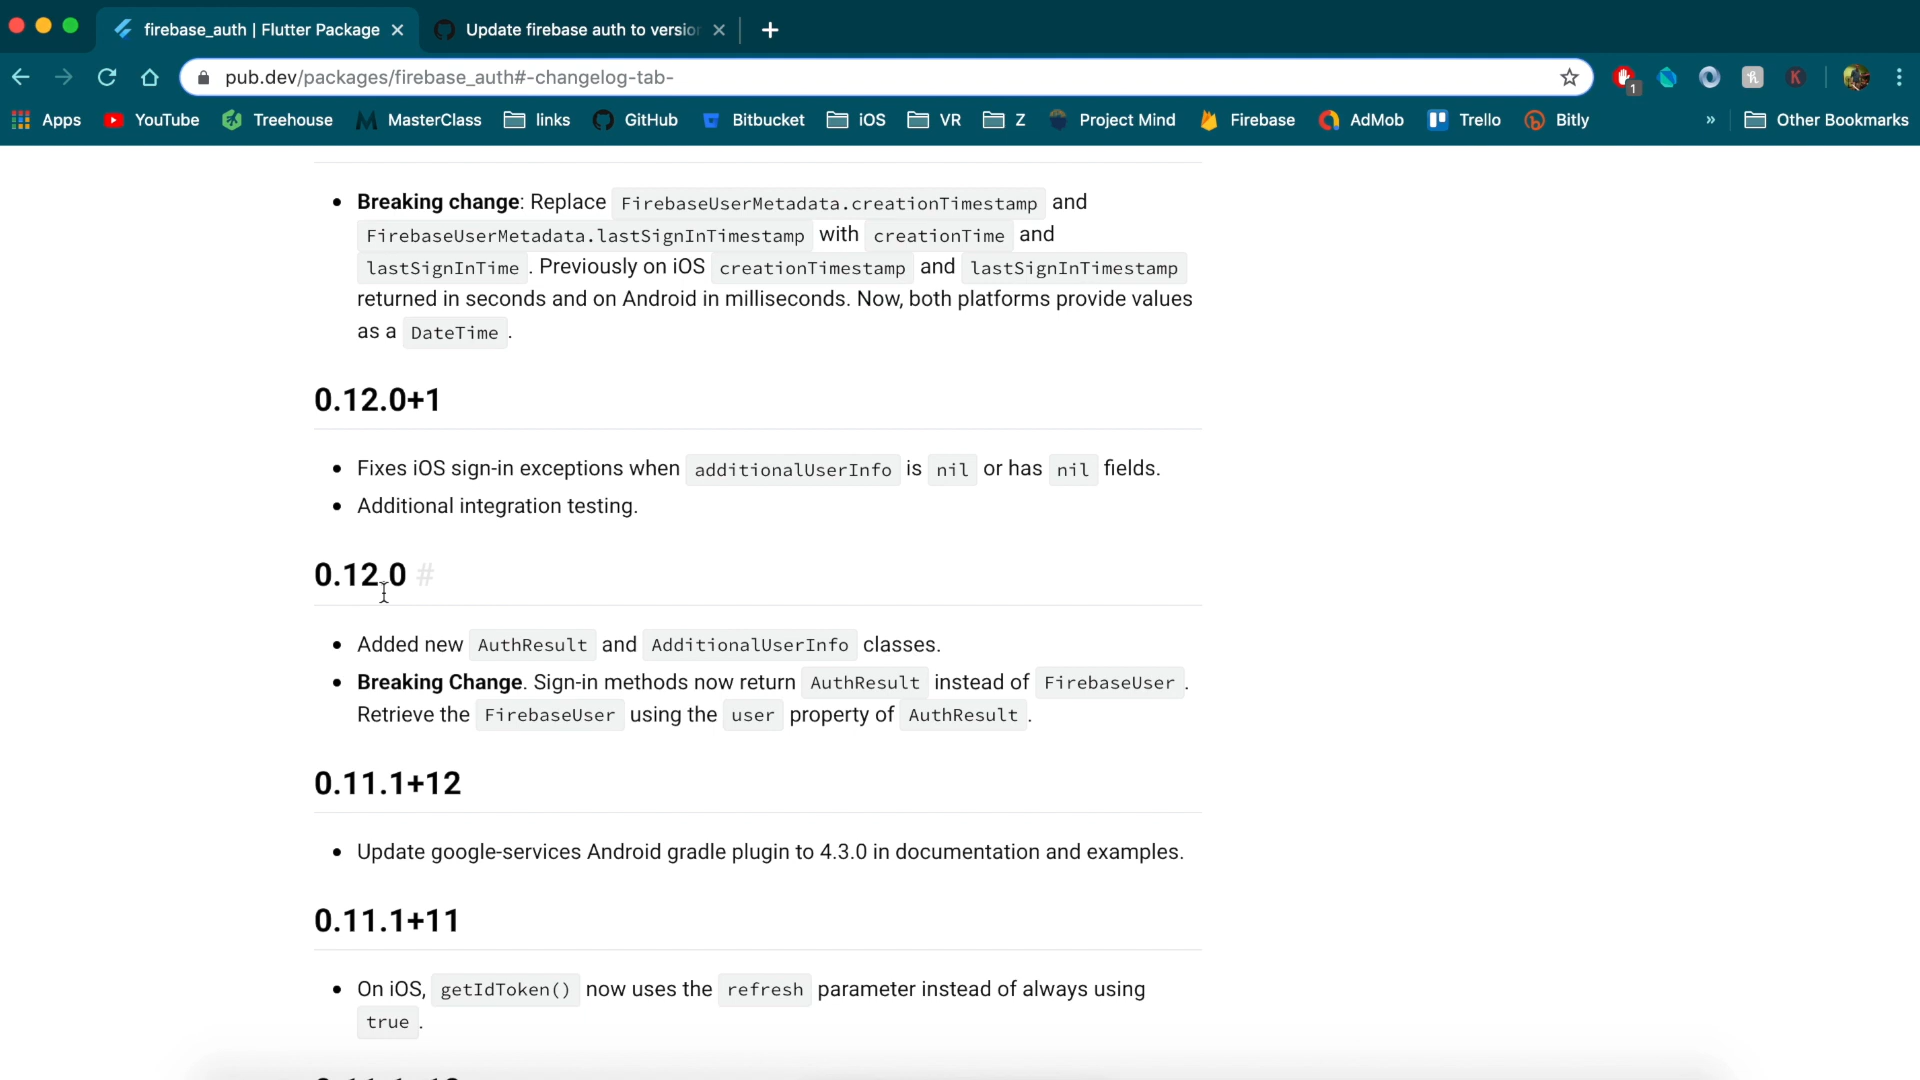 firebase_auth | Flutter Package
Update firebase auth to versio
pub.dev/packages/firebase_auth#-changelog-tab-
1
Apps YouTube Treehouse MasterClass links GitHub Bitbucket iOS VR Z Project Mind Firebase AdMob Trello Bitly » Other Bookmarks
• Breaking change: Replace FirebaseUserMetadata.creationTimestamp and
FirebaseUserMetadata.lastSignInTimestamp with creationTime and
lastSignInTime . Previously on iOS creationTimestamp and lastSignInTimestamp
returned in seconds and on Android in milliseconds. Now, both platforms provide values
as a DateTime .
0.12.0+1
• Fixes iOS sign-in exceptions when additionalUserInfo is nil or has nil fields.
• Additional integration testing.
0.12.0 #
• Added new AuthResult and AdditionalUserInfo classes.
• Breaking Change. Sign-in methods now return AuthResult instead of FirebaseUser .
Retrieve the FirebaseUser using the user property of AuthResult .
0.11.1+12
• Update google-services Android gradle plugin to 4.3.0 in documentation and examples.
0.11.1+11
• On iOS, getIdToken() now uses the refresh parameter instead of always using
true .